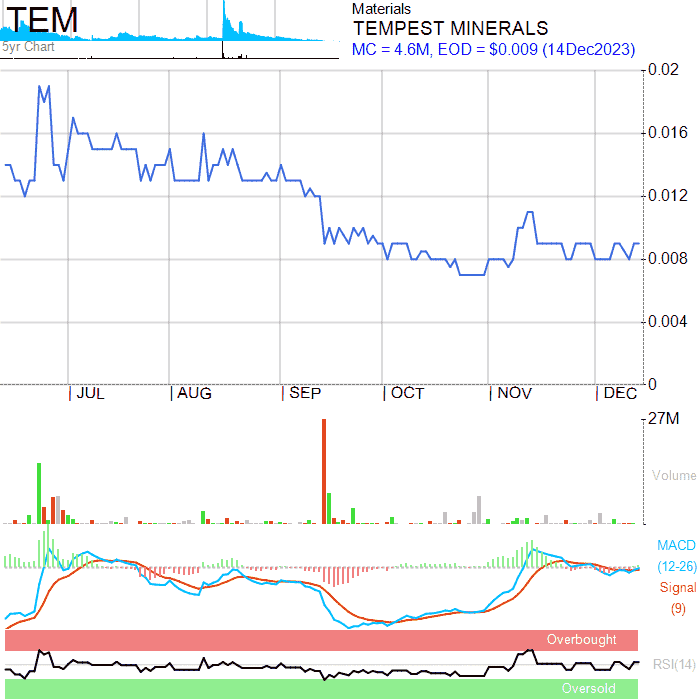 TEM
5yr Chart
Materials
TEMPEST MINERALS
MC = 4.6M, EOD = $0.009 (14Dec2023)
0.02
0.016
0.012
0.008
0.004
0
JUL AUG SEP OCT NOV DEC
27M
Volume
MACD
(12-26)
Signal
(9)
Overbought
RSI(14)
Oversold